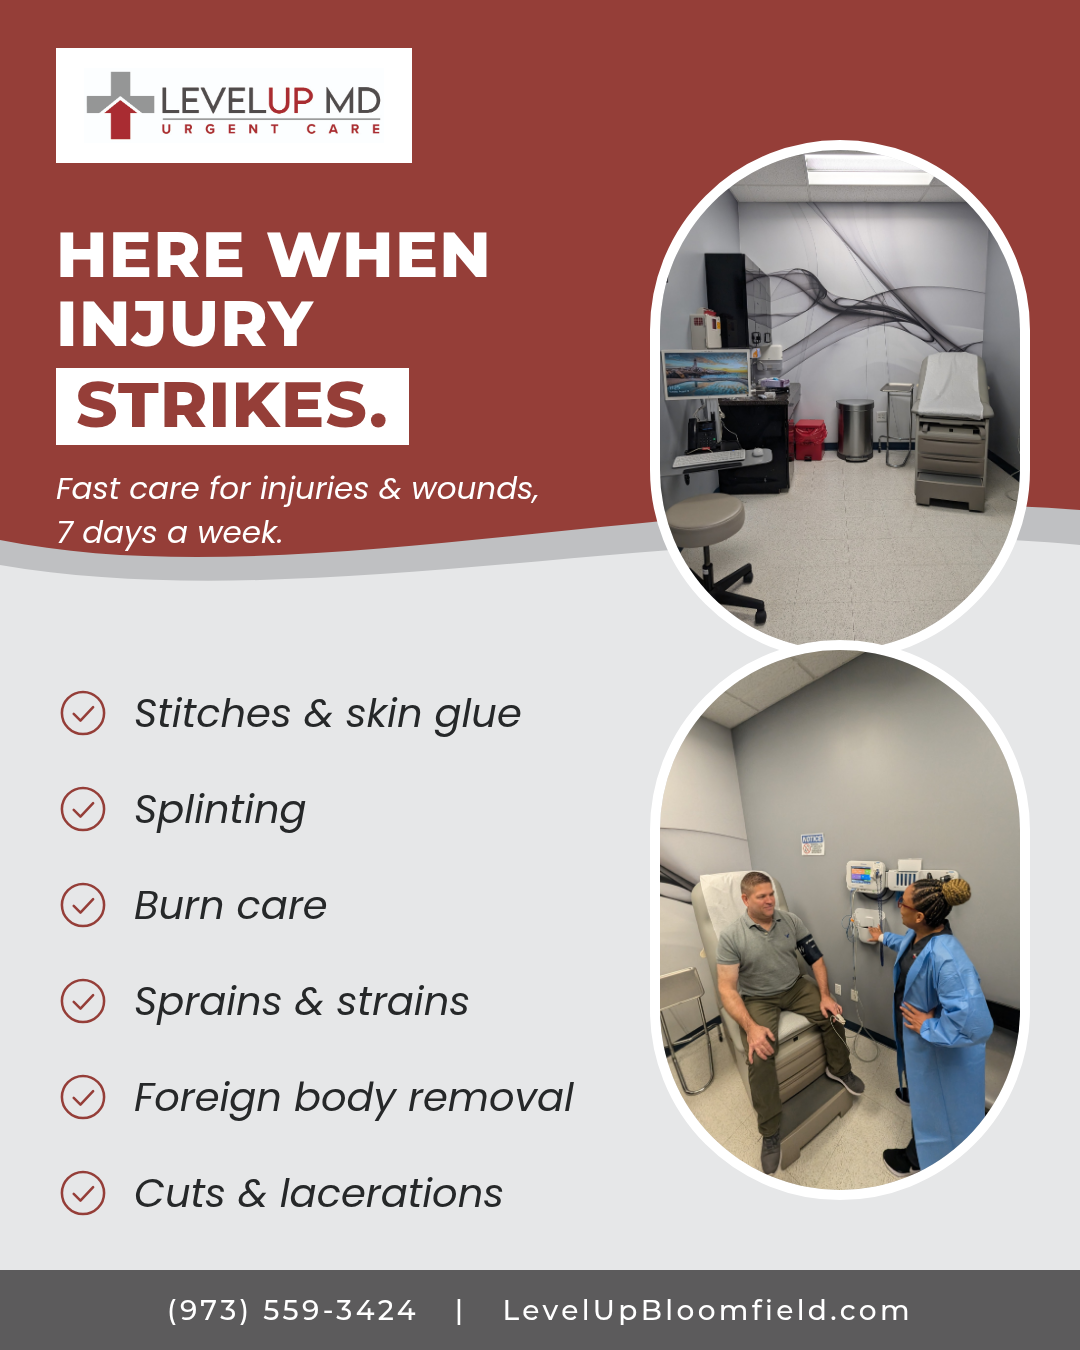 LEVELUP MD
URGENT CARE
HERE WHEN
INJURY
STRIKES.
Fast care for injuries & wounds,
7 days a week.
NOTICE
Stitches & skin glue
Splinting
Burn care
Sprains & strains
Foreign body removal
Cuts & lacerations
(973) 559-3424 | LevelUpBloomfield.com